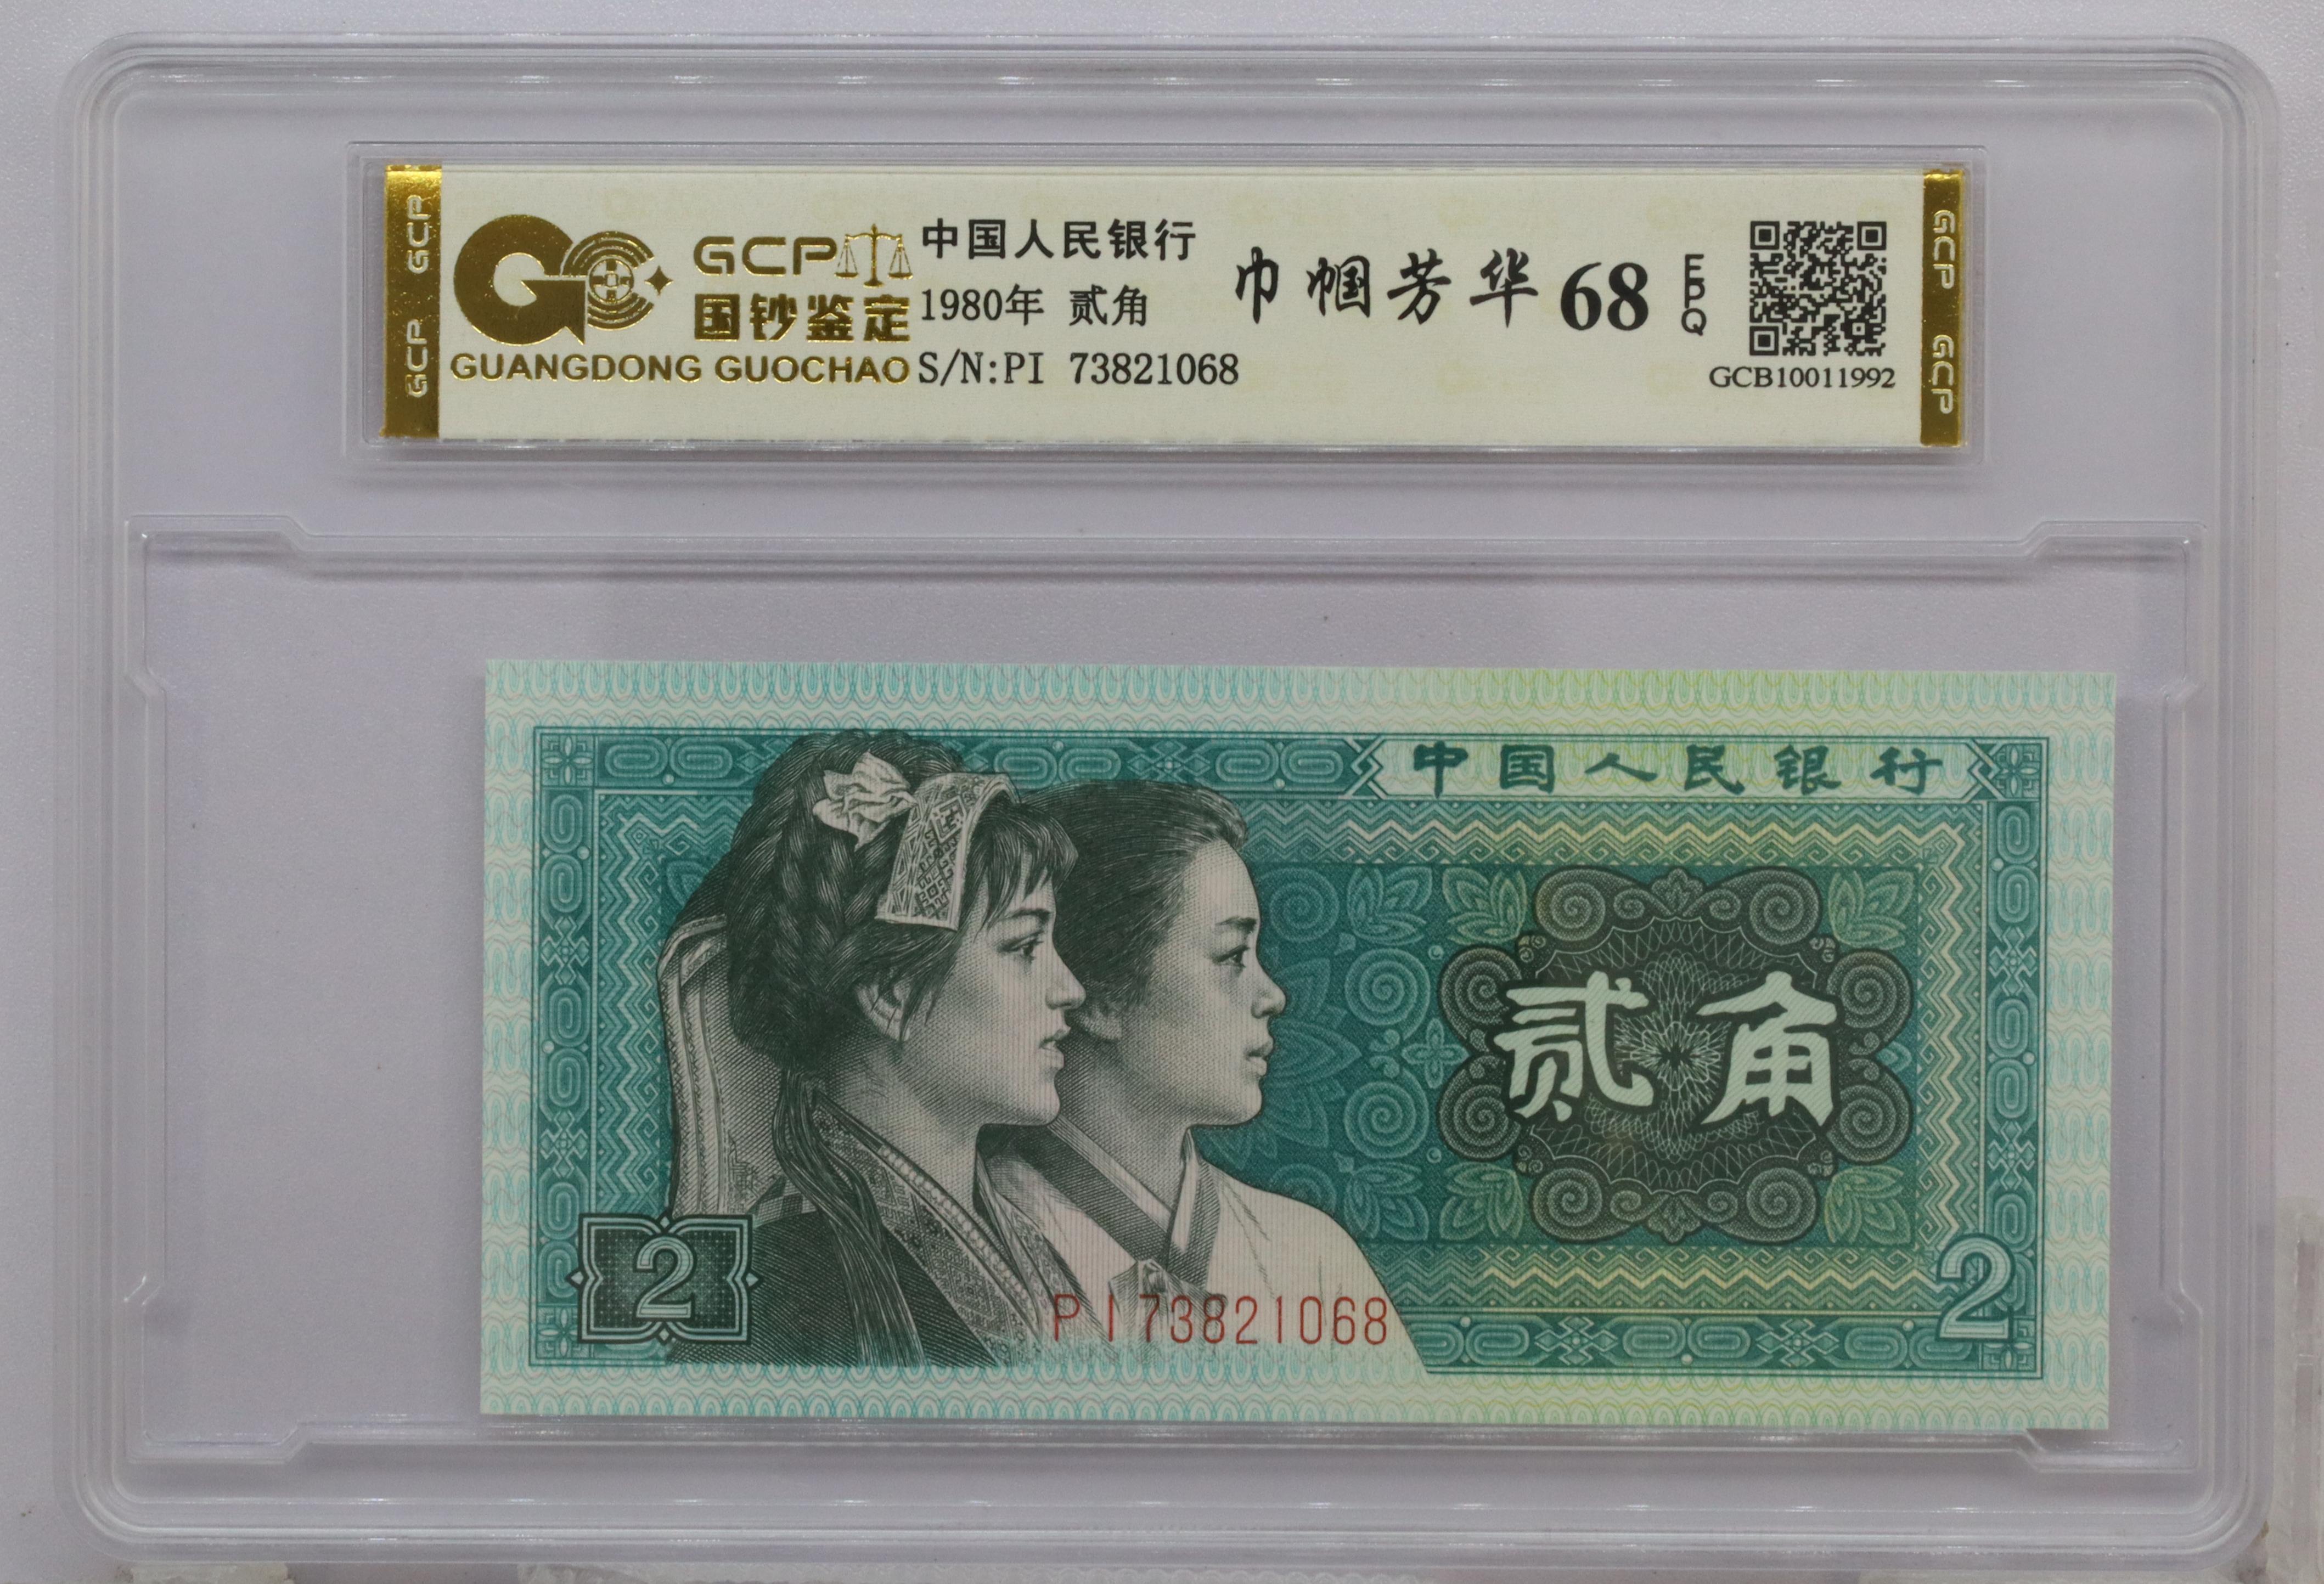 GCP GCP
GCP
国钞鉴定
GUANGDONG GUOCHAO
中国人民银行
1980年 贰角
S/N:PI 73821068
巾帼芳华 68 EPQ
GCB10011992
GCP GCP
中国人民银行
贰角
2
PI73821068
2